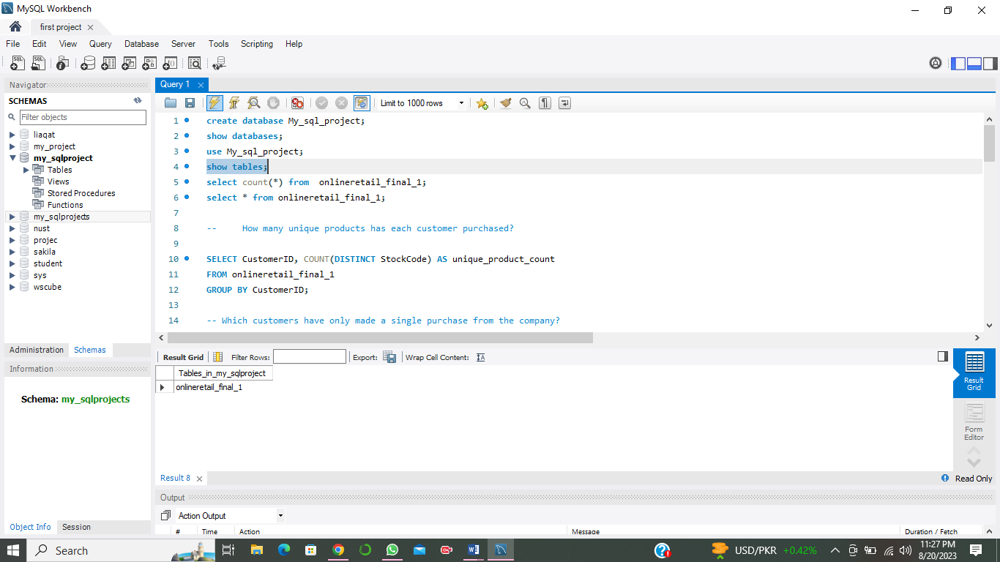 MySQL Workbench
first project
File Edit View Query Database Server Tools Scripting Help
Navigator
SCHEMAS
Filter objects
liaqat
my_project
my_sqlproject
Tables
Views
Stored Procedures
Functions
my_sqlprojects
nust
projec
sakila
student
sys
wscube
Administration Schemas
Information
Schema: my_sqlprojects
Object Info Session
Query 1
Limit to 1000 rows
1 create database My_sql_project;
2 show databases;
3 use My_sql_project;
4 show tables;
5 select count(*) from  onlineretail_final_1;
6 select * from onlineretail_final_1;
7
8 --     How many unique products has each customer purchased?
9
10 SELECT CustomerID, COUNT(DISTINCT StockCode) AS unique_product_count
11 FROM onlineretail_final_1
12 GROUP BY CustomerID;
13
14 -- Which customers have only made a single purchase from the company?
Result Grid Filter Rows: Export: Wrap Cell Content:
Tables_in_my_sqlproject
onlineretail_final_1
Result Grid
Form Editor
Result 8
Read Only
Output
Action Output
# Time Action Message Duration / Fetch
Search
USD/PKR +0.42%
11:27 PM
8/20/2023